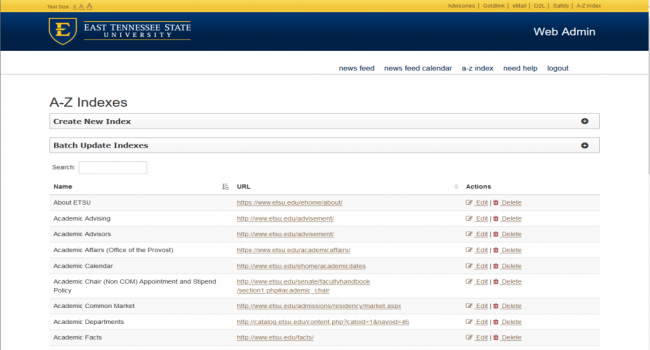 Text Size: A A A Advisories | Goldlink | eMail | D2L | Safety | A-Z Index
EAST TENNESSEE STATE
UNIVERSITY
Web Admin
news feed news feed calendar a-z index need help logout
A-Z Indexes
Create New Index
Batch Update Indexes
Search:
Name URL Actions
About ETSU https://www.etsu.edu/ehome/about/ Edit | Delete
Academic Advising http://www.etsu.edu/advisement/ Edit | Delete
Academic Advisors http://www.etsu.edu/advisement/ Edit | Delete
Academic Affairs (Office of the Provost) https://www.etsu.edu/academicaffairs/ Edit | Delete
Academic Calendar http://www.etsu.edu/ehome/academicdates Edit | Delete
Academic Chair (Non COM) Appointment and Stipend http://www.etsu.edu/senate/facultyhandbook Edit | Delete
Policy /section1.php#academic_chair
Academic Common Market http://www.etsu.edu/admissions/residency/market.aspx Edit | Delete
Academic Departments http://catalog.etsu.edu/content.php?catoid=1&navoid=46 Edit | Delete
Academic Facts http://www.etsu.edu/facts/ Edit | Delete